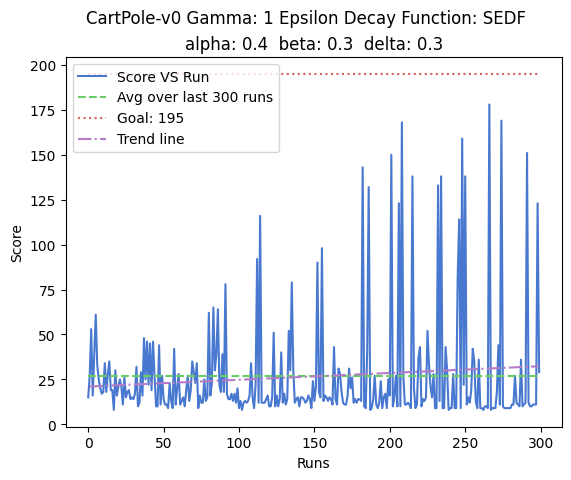 CartPole-v0 Gamma: 1 Epsilon Decay Function: SEDF
alpha: 0.4 beta: 0.3 delta: 0.3
Score VS Run
Avg over last 300 runs
Goal: 195
Trend line
200
175
150
125
100
75
50
25
0
Score
0
50
100
150
200
250
300
Runs